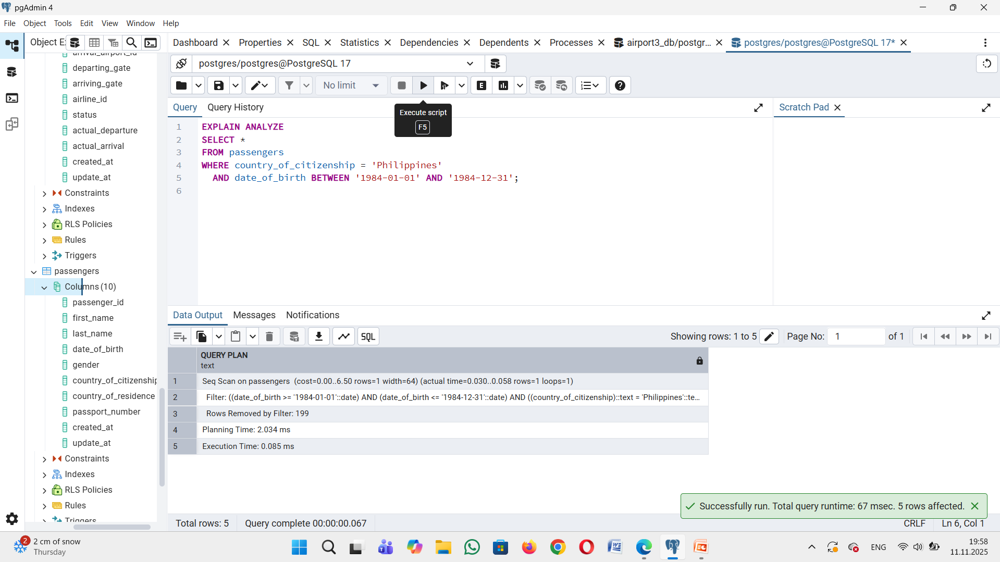 pgAdmin 4
File Object Tools Edit View Window Help
Object E
Dashboard Properties SQL Statistics Dependencies Dependents Processes airport3_db/postgr... postgres/postgres@PostgreSQL 17*
postgres/postgres@PostgreSQL 17
No limit
E
Query Query History
Execute script
F5
Scratch Pad
1 EXPLAIN ANALYZE
2 SELECT *
3 FROM passengers
4 WHERE country_of_citizenship = 'Philippines'
5 AND date_of_birth BETWEEN '1984-01-01' AND '1984-12-31';
6
arrival_airport_id
departing_gate
arriving_gate
airline_id
status
actual_departure
actual_arrival
created_at
update_at
Constraints
Indexes
RLS Policies
Rules
Triggers
passengers
Columns (10)
passenger_id
first_name
last_name
date_of_birth
gender
country_of_citizenship
country_of_residence
passport_number
created_at
update_at
Constraints
Indexes
RLS Policies
Rules
Triggers
Data Output Messages Notifications
SQL
Showing rows: 1 to 5 Page No: 1 of 1
QUERY PLAN
text
1 Seq Scan on passengers (cost=0.00..6.50 rows=1 width=64) (actual time=0.030..0.058 rows=1 loops=1)
2 Filter: ((date_of_birth >= '1984-01-01'::date) AND (date_of_birth <= '1984-12-31'::date) AND ((country_of_citizenship)::text = 'Philippines'::te...
3 Rows Removed by Filter: 199
4 Planning Time: 2.034 ms
5 Execution Time: 0.085 ms
Successfully run. Total query runtime: 67 msec. 5 rows affected.
Total rows: 5 Query complete 00:00:00.067
CRLF Ln 6, Col 1
2
2 cm of snow
Thursday
ENG
19:58
11.11.2025